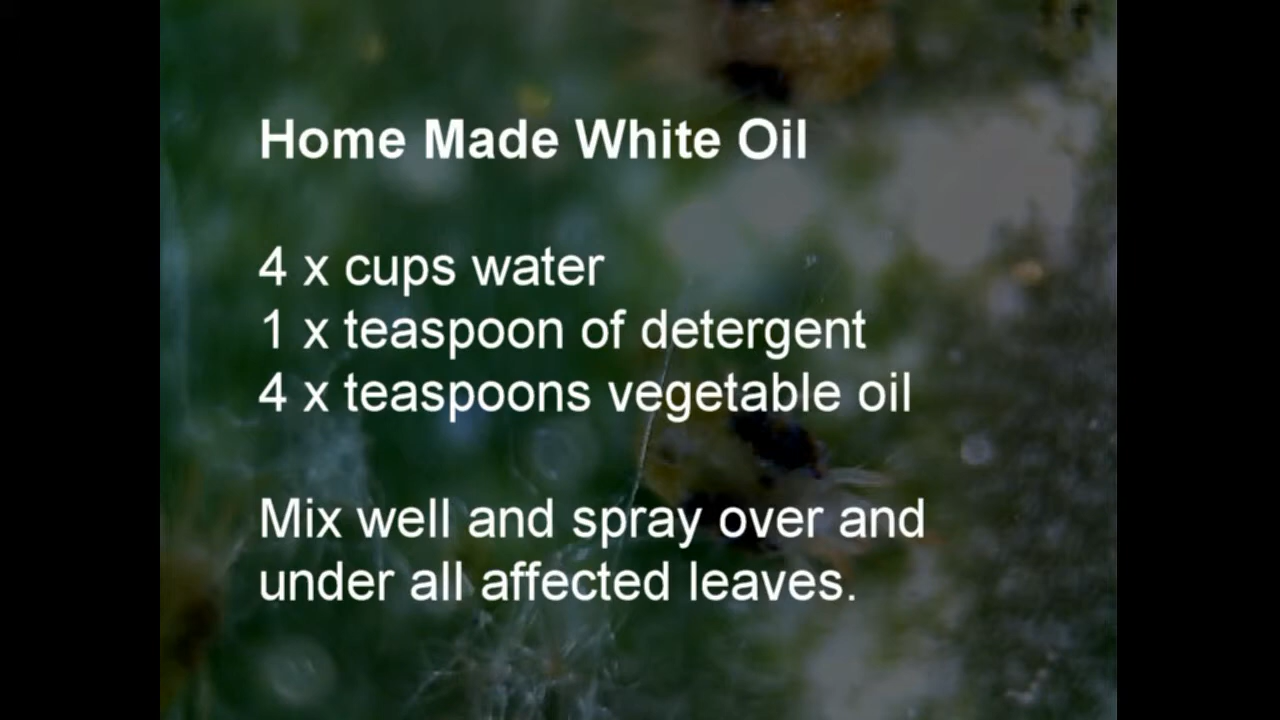 Home Made White Oil
4 x cups water
1 x teaspoon of detergent
4 x teaspoons vegetable oil
Mix well and spray over and
under all affected leaves.